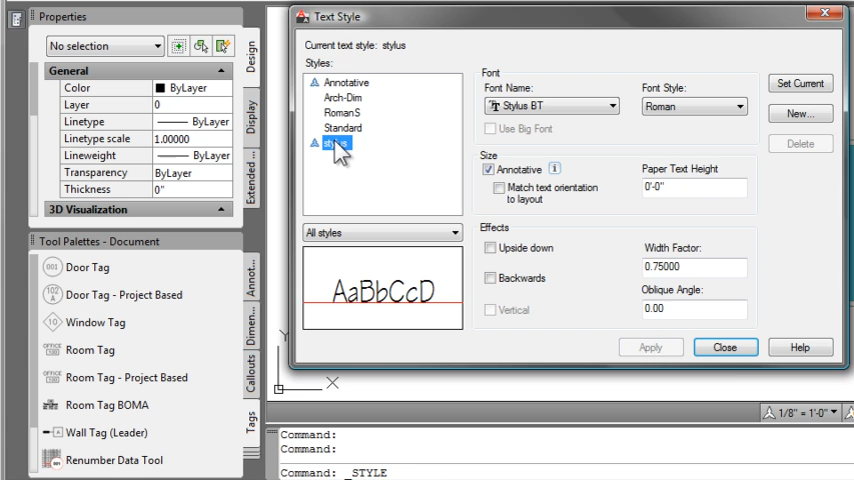 Properties
No selection
General
Color ByLayer
Layer 0
Linetype ByLayer
Linetype scale 1.00000
Lineweight ByLayer
Transparency ByLayer
Thickness 0"
3D Visualization
Design
Display
Extended ...
Tool Palettes - Document
Door Tag
Door Tag - Project Based
Window Tag
Room Tag
Room Tag - Project Based
Room Tag BOMA
Wall Tag (Leader)
Renumber Data Tool
Annot...
Dimen...
Callouts
Tags
Text Style
Current text style: stylus
Styles:
Annotative
Arch-Dim
RomanS
Standard
stylus
All styles
AaBbCcD
Font
Font Name:
Stylus BT
Font Style:
Roman
Use Big Font
Size
Annotative
Match text orientation
to layout
Paper Text Height
0'-0"
Effects
Upside down
Backwards
Vertical
Width Factor:
0.75000
Oblique Angle:
0.00
Set Current
New...
Delete
Apply
Close
Help
Y
X
1/8" = 1'-0"
Command:
Command:
Command: _STYLE